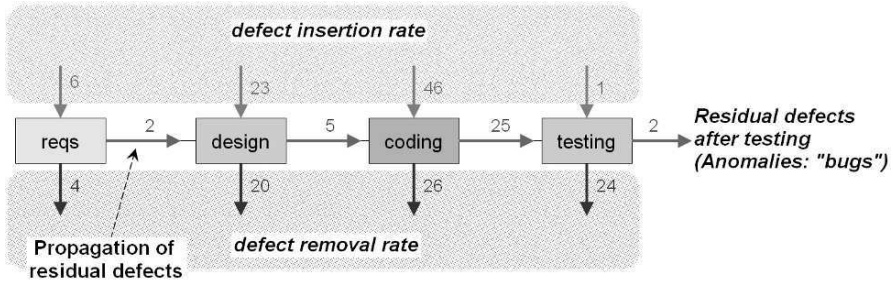 defect insertion rate
6
23
46
1
reqs
2
design
5
coding
25
testing
2
Residual defects
after testing
(Anomalies: "bugs")
4
20
26
24
Propagation of
residual defects
defect removal rate